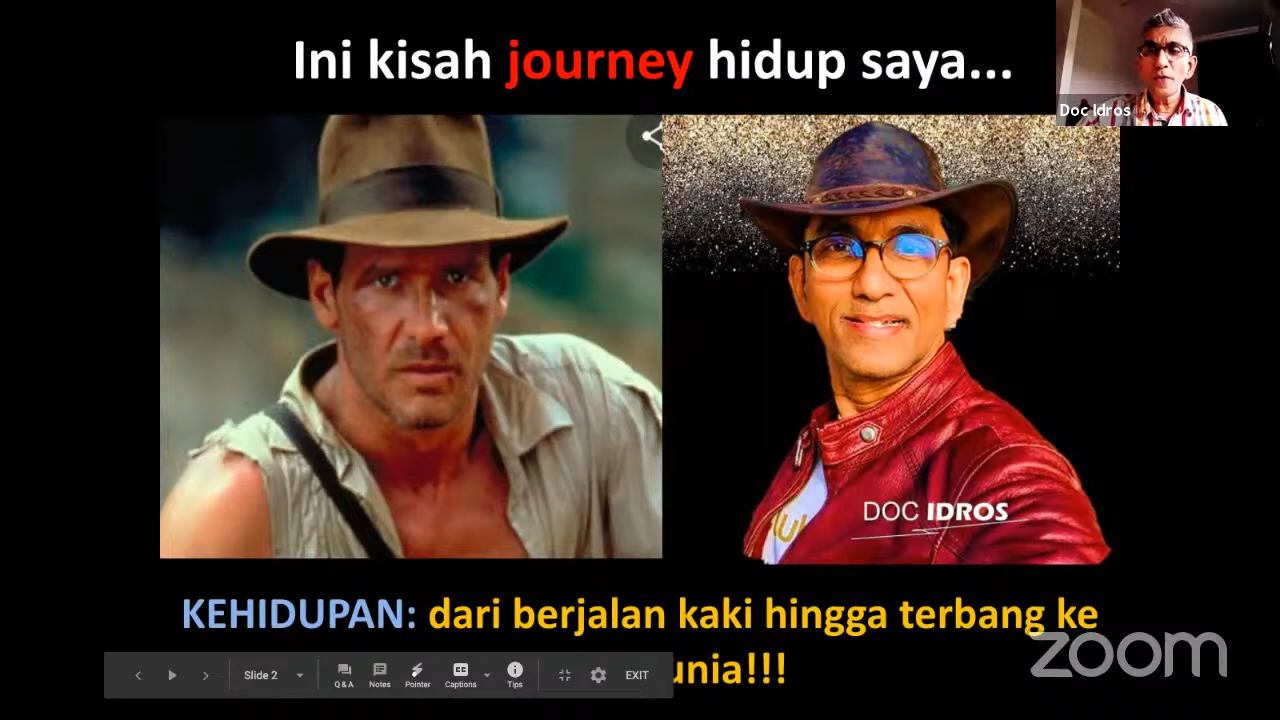 Ini kisah journey hidup saya...
Doc Idros
DOC IDROS
KEHIDUPAN: dari berjalan kaki hingga terbang ke
!!!
zoom
Slide 2
Q & A
Notes
Pointer
Captions
Tips
EXIT